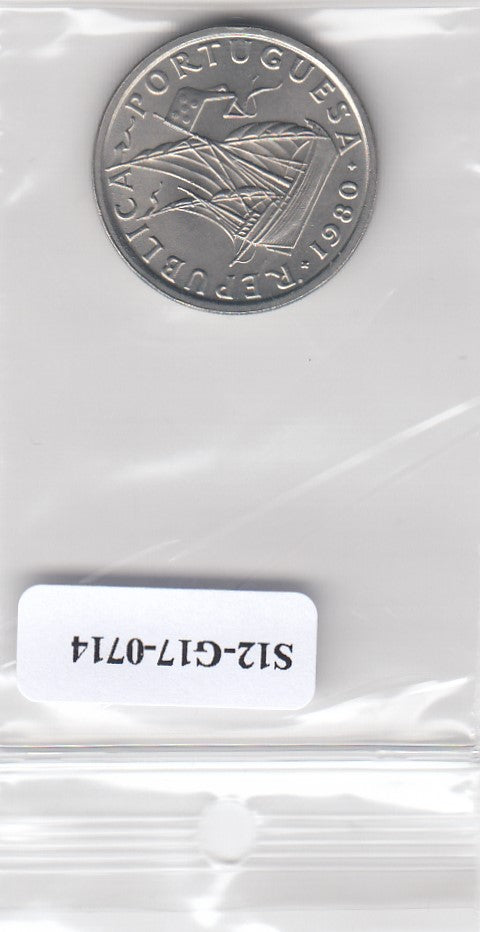 REPUBLICA PORTUGUESA
1980
S12-G17-0714